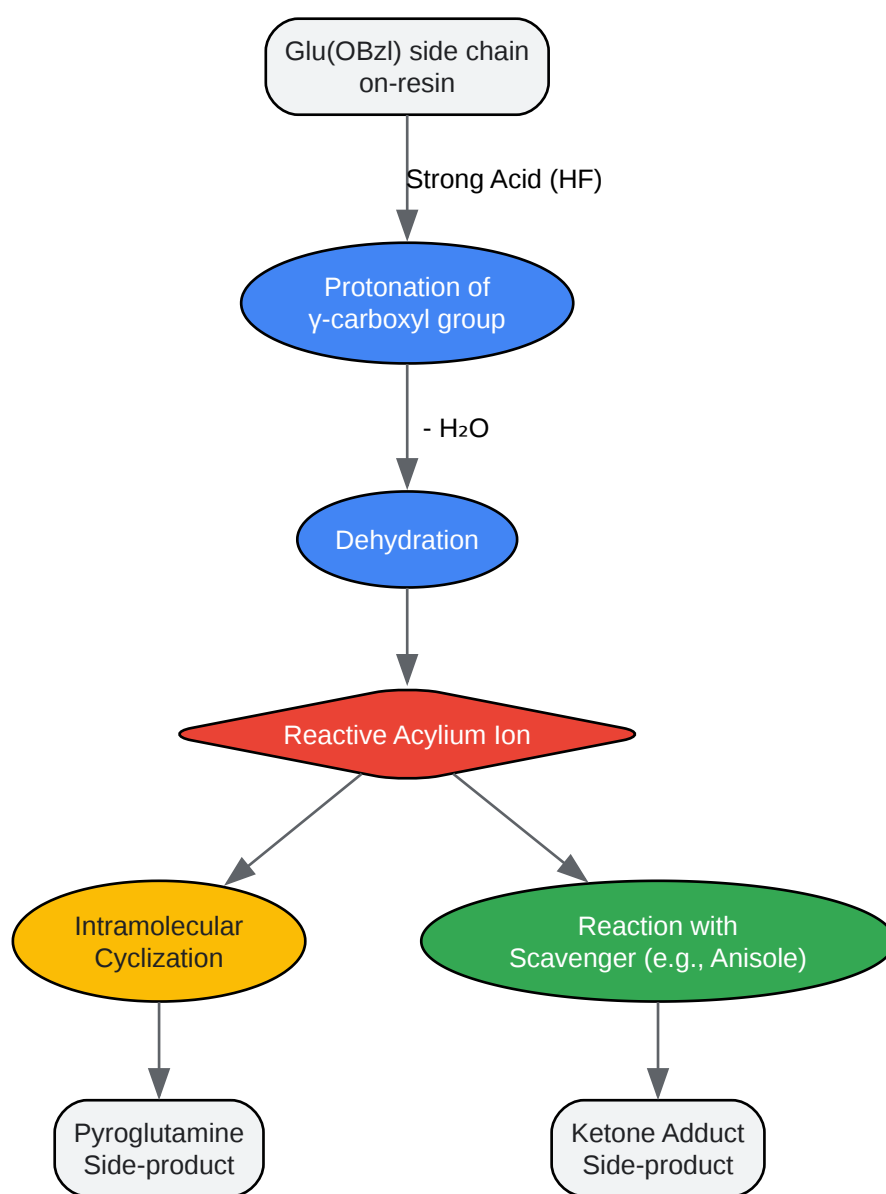 Glu(OBzl) side chain
on-resin
Strong Acid (HF)
Protonation of
γ-carboxyl group
- H₂O
Dehydration
Reactive Acylium Ion
Intramolecular
Cyclization
Reaction with
Scavenger (e.g., Anisole)
Pyroglutamine
Side-product
Ketone Adduct
Side-product